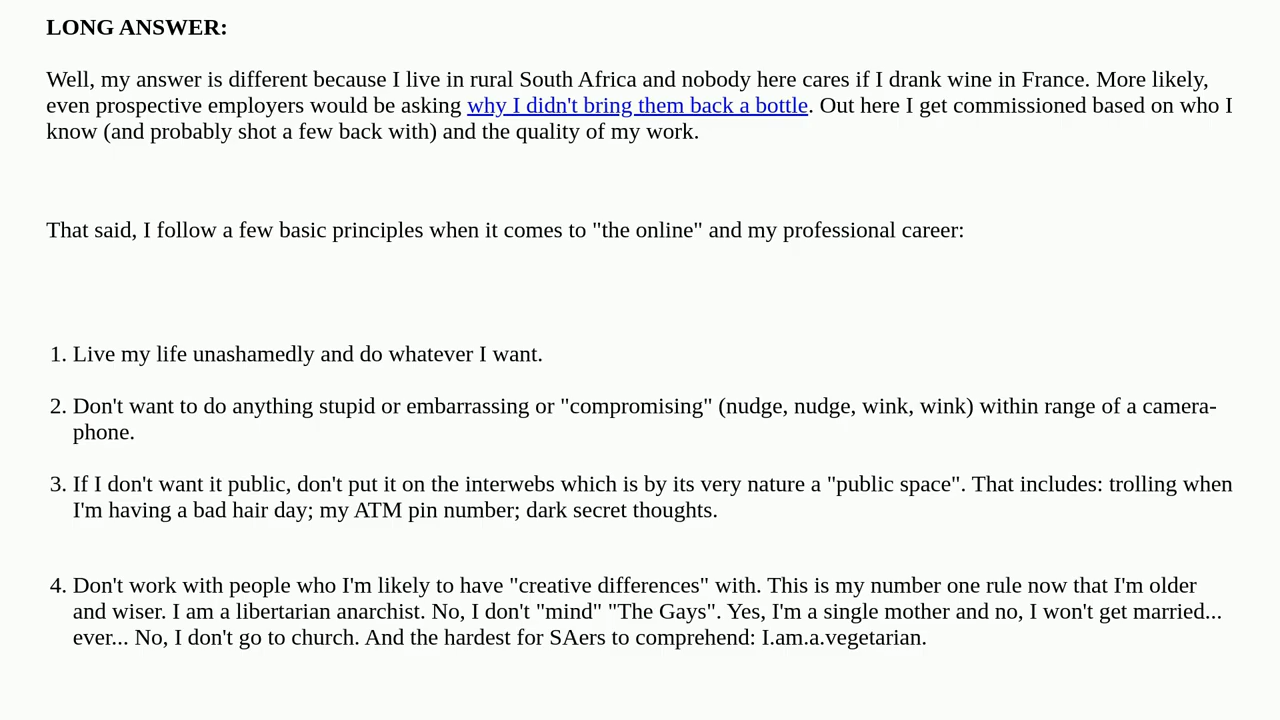 LONG ANSWER:
Well, my answer is different because I live in rural South Africa and nobody here cares if I drank wine in France. More likely,
even prospective employers would be asking why I didn't bring them back a bottle. Out here I get commissioned based on who I
know (and probably shot a few back with) and the quality of my work.
That said, I follow a few basic principles when it comes to "the online" and my professional career:
1. Live my life unashamedly and do whatever I want.
2. Don't want to do anything stupid or embarrassing or "compromising" (nudge, nudge, wink, wink) within range of a camera-
phone.
3. If I don't want it public, don't put it on the interwebs which is by its very nature a "public space". That includes: trolling when
I'm having a bad hair day; my ATM pin number; dark secret thoughts.
4. Don't work with people who I'm likely to have "creative differences" with. This is my number one rule now that I'm older
and wiser. I am a libertarian anarchist. No, I don't "mind" "The Gays". Yes, I'm a single mother and no, I won't get married...
ever... No, I don't go to church. And the hardest for SAers to comprehend: I.am.a.vegetarian.